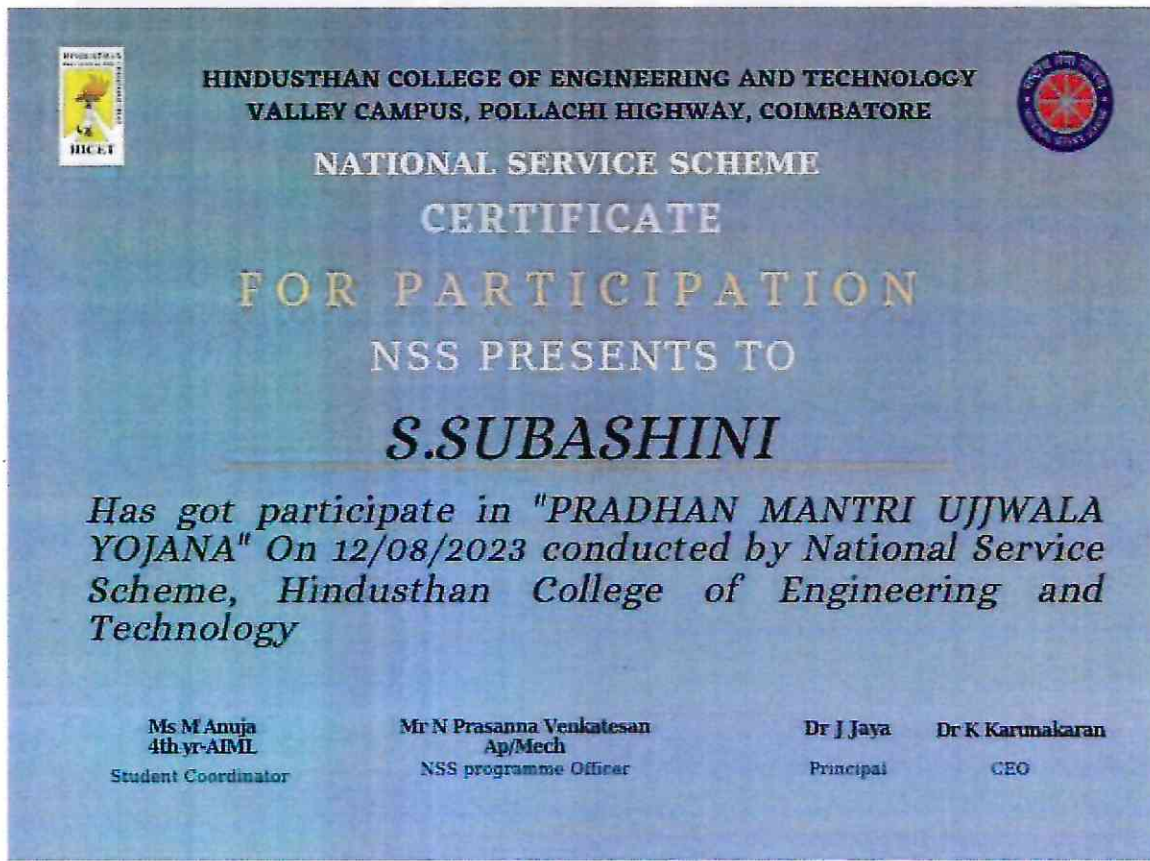 HINDUSTHAN COLLEGE OF ENGINEERING AND TECHNOLOGY
VALLEY CAMPUS, POLLACHI HIGHWAY, COIMBATORE
HICET
NATIONAL SERVICE SCHEME
CERTIFICATE
FOR PARTICIPATION
NSS PRESENTS TO
S.SUBASHINI
Has got participate in "PRADHAN MANTRI UJJWALA
YOJANA" On 12/08/2023 conducted by National Service
Scheme, Hindusthan College of Engineering and
Technology
Ms M Anuja
4th yr-AIML
Student Coordinator
Mr N Prasanna Venkatesan
Ap/Mech
NSS programme Officer
Dr J Jaya
Principal
Dr K Karunakaran
CEO